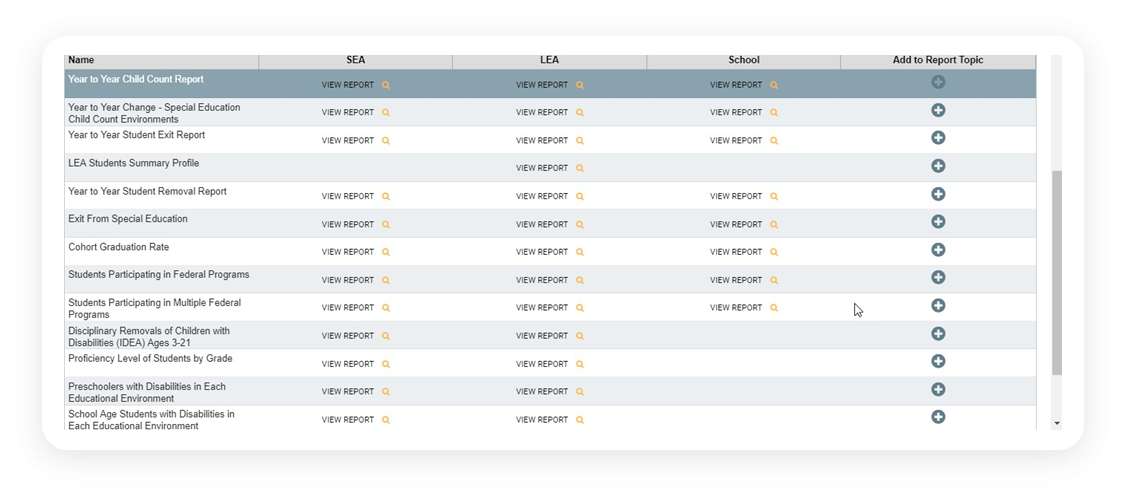 Name SEA LEA School Add to Report Topic
Year to Year Child Count Report VIEW REPORT VIEW REPORT VIEW REPORT
Year to Year Change - Special Education
Child Count Environments VIEW REPORT VIEW REPORT VIEW REPORT
Year to Year Student Exit Report VIEW REPORT VIEW REPORT VIEW REPORT
LEA Students Summary Profile VIEW REPORT
Year to Year Student Removal Report VIEW REPORT VIEW REPORT VIEW REPORT
Exit From Special Education VIEW REPORT VIEW REPORT VIEW REPORT
Cohort Graduation Rate VIEW REPORT VIEW REPORT VIEW REPORT
Students Participating in Federal Programs VIEW REPORT VIEW REPORT VIEW REPORT
Students Participating in Multiple Federal
Programs VIEW REPORT VIEW REPORT VIEW REPORT
Disciplinary Removals of Children with
Disabilities (IDEA) Ages 3-21 VIEW REPORT VIEW REPORT
Proficiency Level of Students by Grade VIEW REPORT VIEW REPORT
Preschoolers with Disabilities in Each
Educational Environment VIEW REPORT VIEW REPORT
School Age Students with Disabilities in
Each Educational Environment VIEW REPORT VIEW REPORT